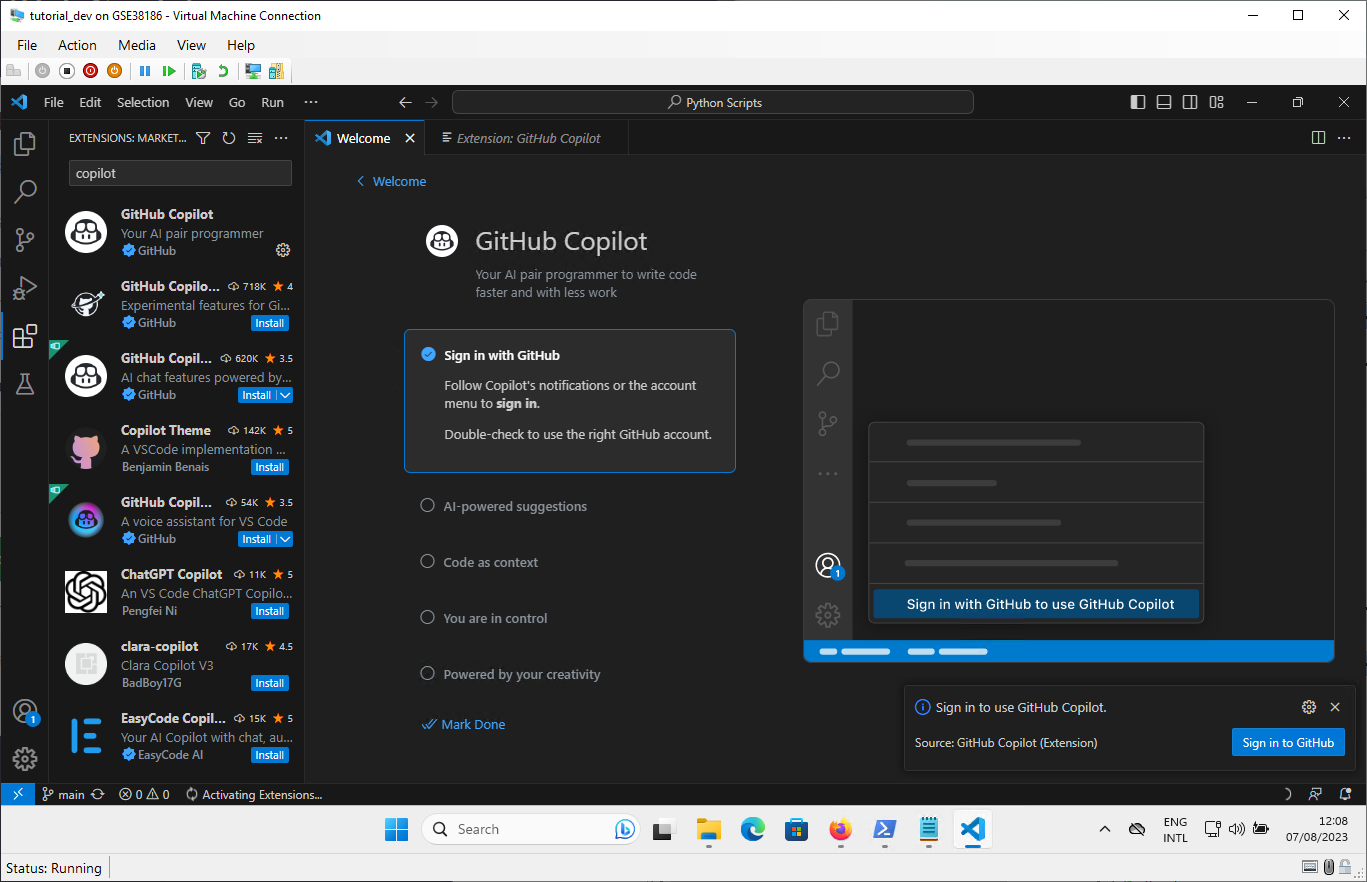 tutorial_dev on GSE38186 - Virtual Machine Connection
File Action Media View Help
File Edit Selection View Go Run ···
Python Scripts
EXTENSIONS: MARKET...
copilot
GitHub Copilot
Your AI pair programmer
GitHub
GitHub Copilo... 718K 4
Experimental features for Gi...
GitHub Install
GitHub Copil... 620K 3.5
AI chat features powered by...
GitHub Install
Copilot Theme 142K 5
A VSCode implementation ...
Benjamin Benais Install
GitHub Copil... 54K 3.5
A voice assistant for VS Code
GitHub Install
ChatGPT Copilot 11K 5
An VS Code ChatGPT Copilo...
Pengfei Ni Install
clara-copilot 17K 4.5
Clara Copilot V3
BadBoy17G Install
EasyCode Copil... 15K 5
Your AI Copilot with chat, au...
EasyCode AI Install
1
Welcome
Extension: GitHub Copilot
Welcome
GitHub Copilot
Your AI pair programmer to write code
faster and with less work
Sign in with GitHub
Follow Copilot's notifications or the account
menu to sign in.
Double-check to use the right GitHub account.
AI-powered suggestions
Code as context
You are in control
Powered by your creativity
Mark Done
1
Sign in with GitHub to use GitHub Copilot
Sign in to use GitHub Copilot.
Source: GitHub Copilot (Extension)
Sign in to GitHub
main 0 0 Activating Extensions...
Search
ENG
INTL
12:08
07/08/2023
Status: Running